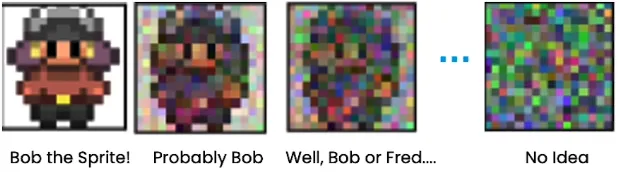 Bob the Sprite!
Probably Bob
Well, Bob or Fred....
...
No Idea